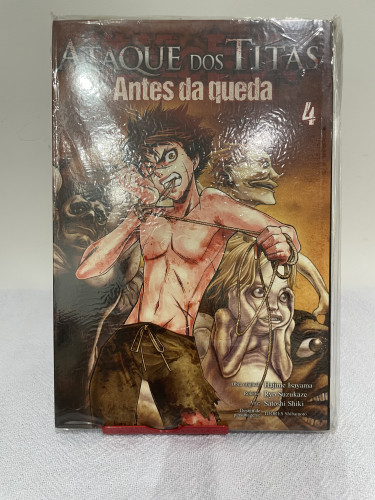 ATAQUE DOS TITÃS
Antes da queda
4
Hajime Isayama
Ryo Suzukaze
Satoshi Shiki